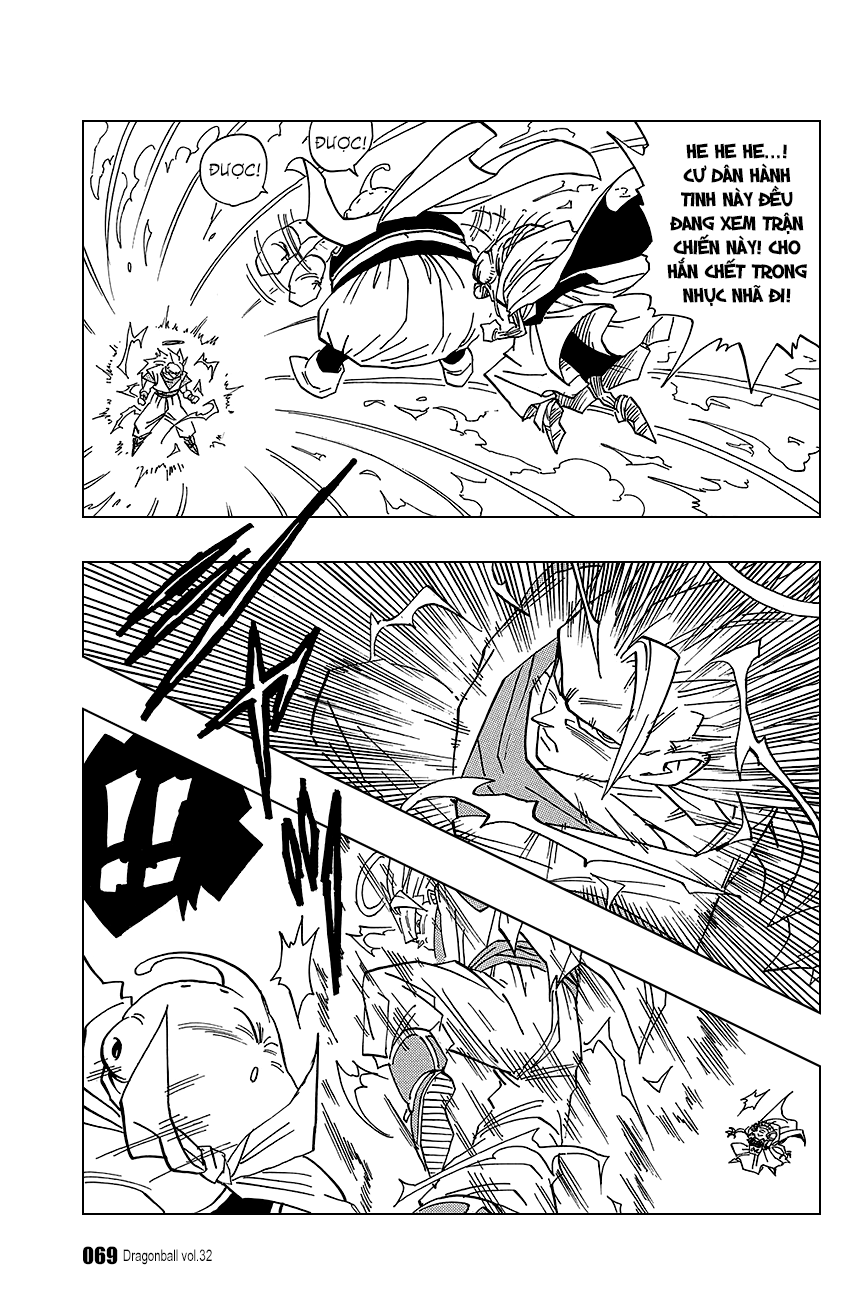 HE HE HE...!
CƯ DÂN HÀNH
TINH NÀY ĐỀU
ĐANG XEM TRẬN
CHIẾN NÀY! CHO
HẮN CHẾT TRONG
NHỤC NHÃ ĐI!
ĐƯỢC!
ĐƯỢC!
!!
069 Dragonball vol.32